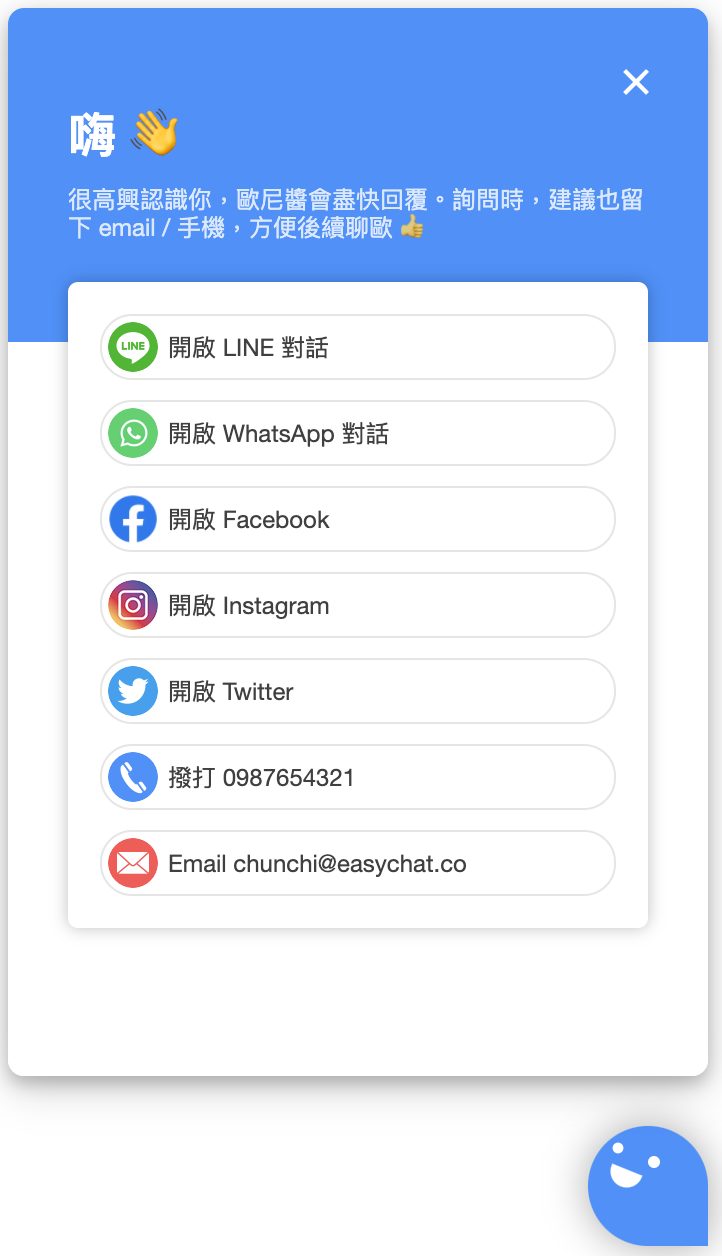 嗨 👋
很高興認識你，歐尼醬會盡快回覆。詢問時，建議也留
下 email / 手機，方便後續聊歐 👍
LINE
開啟 LINE 對話
開啟 WhatsApp 對話
開啟 Facebook
開啟 Instagram
開啟 Twitter
撥打 0987654321
Email chunchi@easychat.co